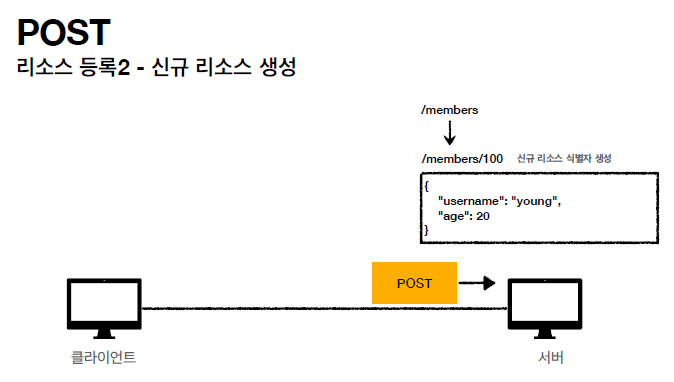 POST
리소스 등록2 - 신규 리소스 생성
/members
/members/100 신규 리소스 식별자 생성
{
"username": "young",
"age": 20
}
POST
클라이언트
서버